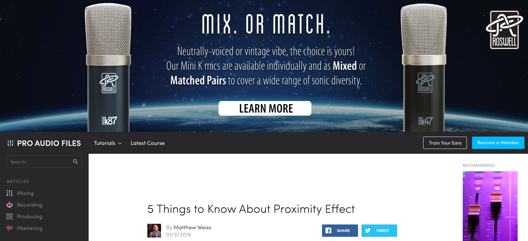 MIX. OR MATCH.
Neutrally-voiced or vintage vibe, the choice is yours!
Our Mini K mics are available individually and as Mixed or
Matched Pairs to cover a wide range of sonic diversity.
LEARN MORE
ROSWELL
k87
k47
PRO AUDIO FILES
Tutorials
Latest Course
Train Your Ears
Become a Member
Search
ARTICLES
Mixing
Recording
Producing
Mastering
5 Things to Know About Proximity Effect
By Matthew Weiss
SHARE
TWEET
RECOMMENDED